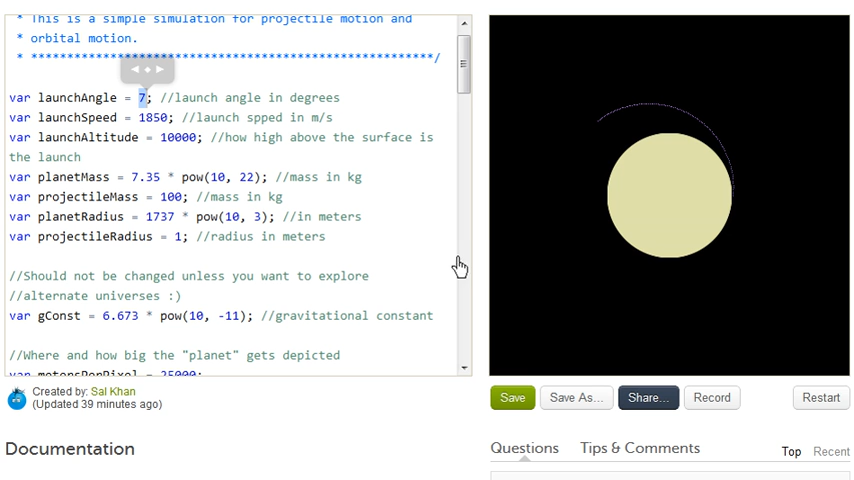 * This is a simple simulation for projectile motion and
* orbital motion.
* *********************************************************/
var launchAngle = 7; //launch angle in degrees
var launchSpeed = 1850; //launch spped in m/s
var launchAltitude = 10000; //how high above the surface is
the launch
var planetMass = 7.35 * pow(10, 22); //mass in kg
var projectileMass = 100; //mass in kg
var planetRadius = 1737 * pow(10, 3); //in meters
var projectileRadius = 1; //radius in meters
//Should not be changed unless you want to explore
//alternate universes :)
var gConst = 6.673 * pow(10, -11); //gravitational constant
//Where and how big the "planet" gets depicted
var metersPerPixel = 25000;
Created by: Sal Khan
(Updated 39 minutes ago)
Save
Save As...
Share...
Record
Restart
Documentation
Questions
Tips & Comments
Top
Recent